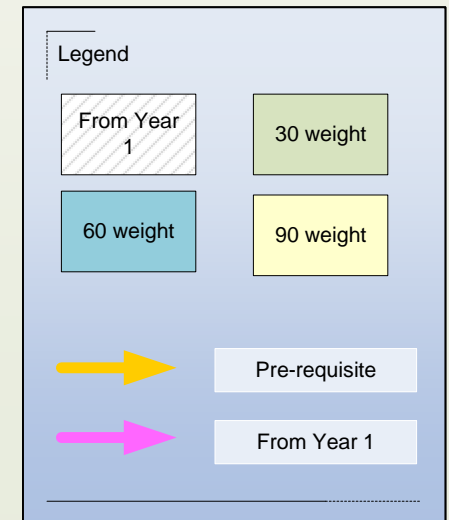 Legend
From Year
1
30 weight
60 weight
90 weight
Pre-requisite
From Year 1